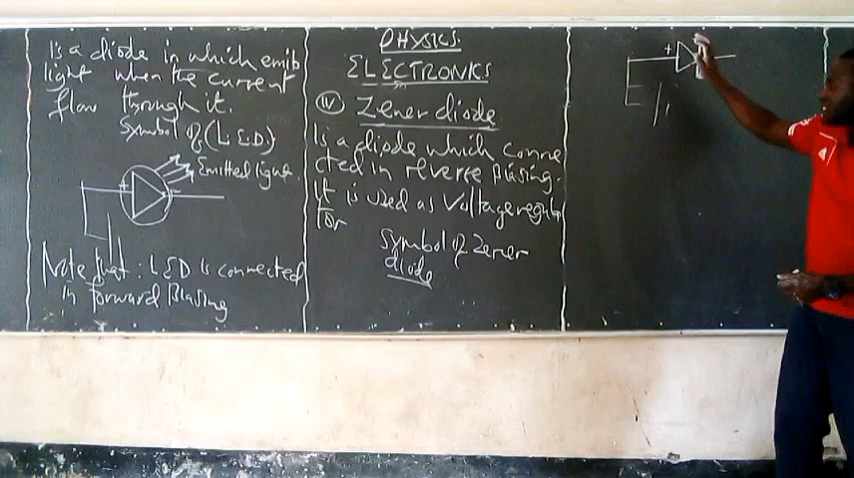 Is a diode in which emit
light when the current
flow through it.
Symbol of (L.E.D)
Emitted light.
+ -
Note that: LED is connected
in Forward Biasing
PHYSICS.
ELECTRONICS
(iv) Zener diode
Is a diode which conne
cted in reverse Biasing.
It is used as Voltage regula
tor
Symbol of Zener
diode
+